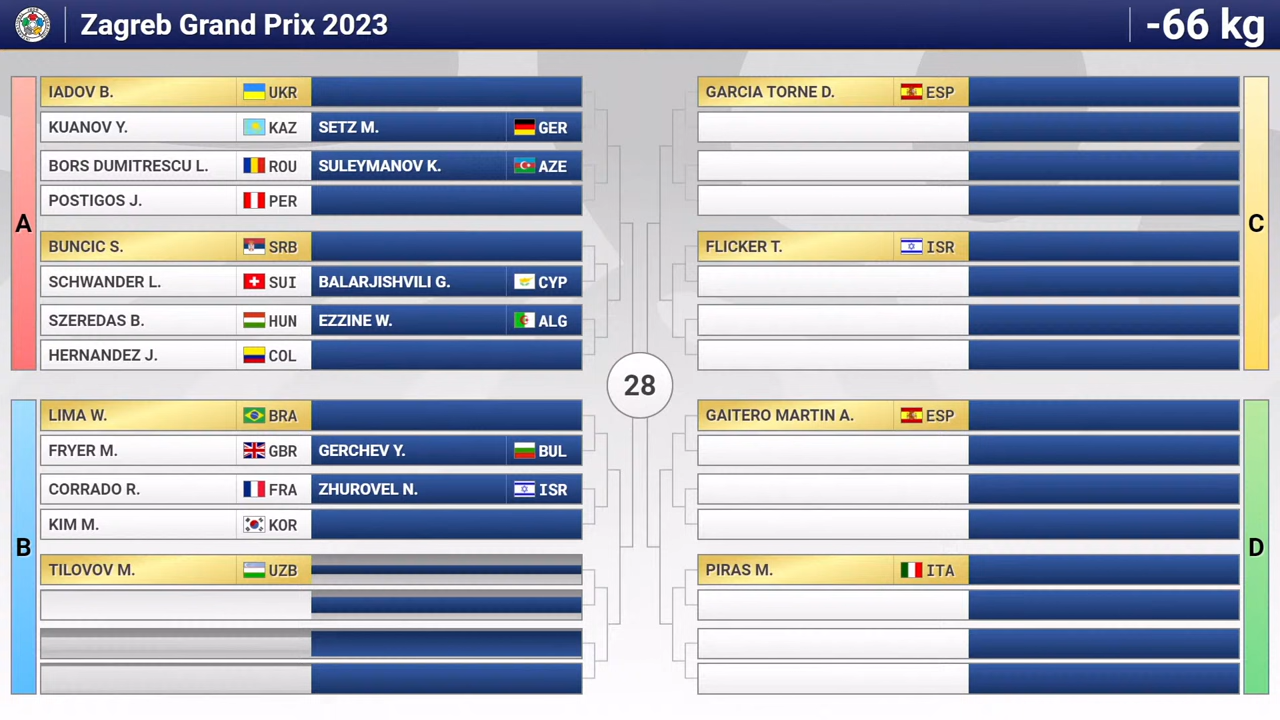 Zagreb Grand Prix 2023
-66 kg
A
IADOV B. UKR
KUANOV Y. KAZ SETZ M. GER
BORS DUMITRESCU L. ROU SULEYMANOV K. AZE
POSTIGOS J. PER
BUNCIC S. SRB
SCHWANDER L. SUI BALARJISHVILI G. CYP
SZEREDAS B. HUN EZZINE W. ALG
HERNANDEZ J. COL
B
LIMA W. BRA
FRYER M. GBR GERCHEV Y. BUL
CORRADO R. FRA ZHUROVEL N. ISR
KIM M. KOR
TILOVOV M. UZB
28
C
GARCIA TORNE D. ESP
FLICKER T. ISR
D
GAITERO MARTIN A. ESP
PIRAS M. ITA